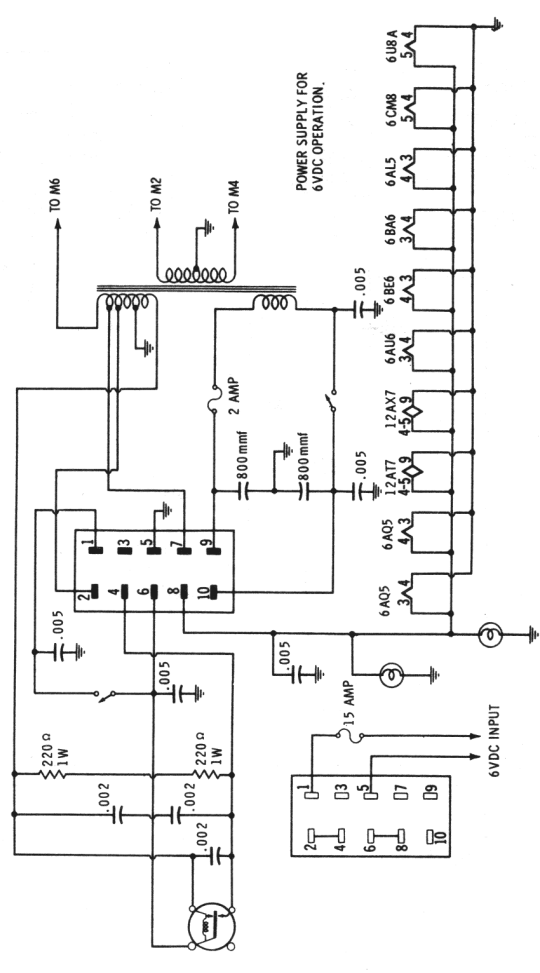 TO M6
TO M2
TO M4
POWER SUPPLY FOR
6VDC OPERATION.
2 AMP
800mmf
800mmf
.005
.005
1
3
5
7
9
2
4
6
8
10
.005
.005
.005
220Ω
1W
220Ω
1W
.002
.002
.002
15 AMP
6VDC INPUT
1
3
5
7
9
2
4
6
8
10
6AQ5
3 4
6AQ5
4 3
12AT7
4-5 9
12AX7
4-5 9
6AU6
3 4
6BE6
4 3
6BA6
3 4
6AL5
4 3
6CM8
5 4
6U8A
5 4